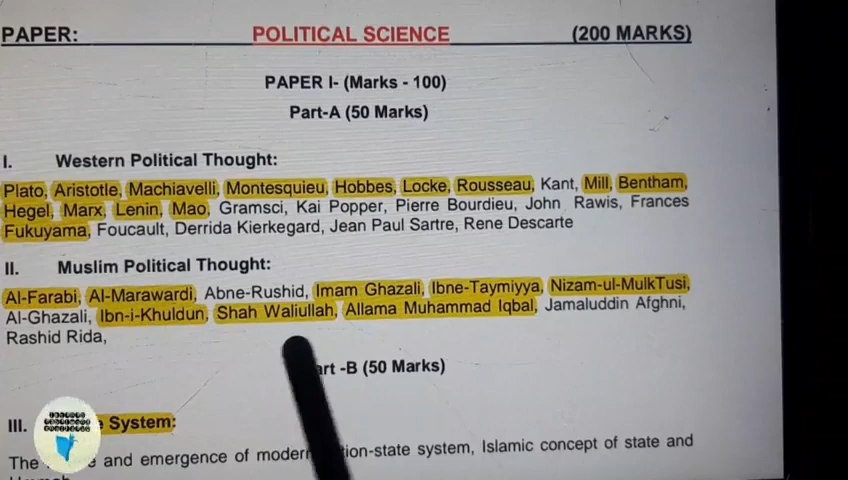 PAPER: POLITICAL SCIENCE (200 MARKS)
PAPER I- (Marks - 100)
Part-A (50 Marks)
I. Western Political Thought:
Plato, Aristotle, Machiavelli, Montesquieu, Hobbes, Locke, Rousseau, Kant, Mill, Bentham,
Hegel, Marx, Lenin, Mao, Gramsci, Kai Popper, Pierre Bourdieu, John Rawis, Frances
Fukuyama, Foucault, Derrida Kierkegard, Jean Paul Sartre, Rene Descarte
II. Muslim Political Thought:
Al-Farabi, Al-Marawardi, Abne-Rushid, Imam Ghazali, Ibne-Taymiyya, Nizam-ul-MulkTusi,
Al-Ghazali, Ibn-i-Khuldun, Shah Waliullah, Allama Muhammad Iqbal, Jamaluddin Afghni,
Rashid Rida,
art -B (50 Marks)
III. System:
The and emergence of modern tion-state system, Islamic concept of state and